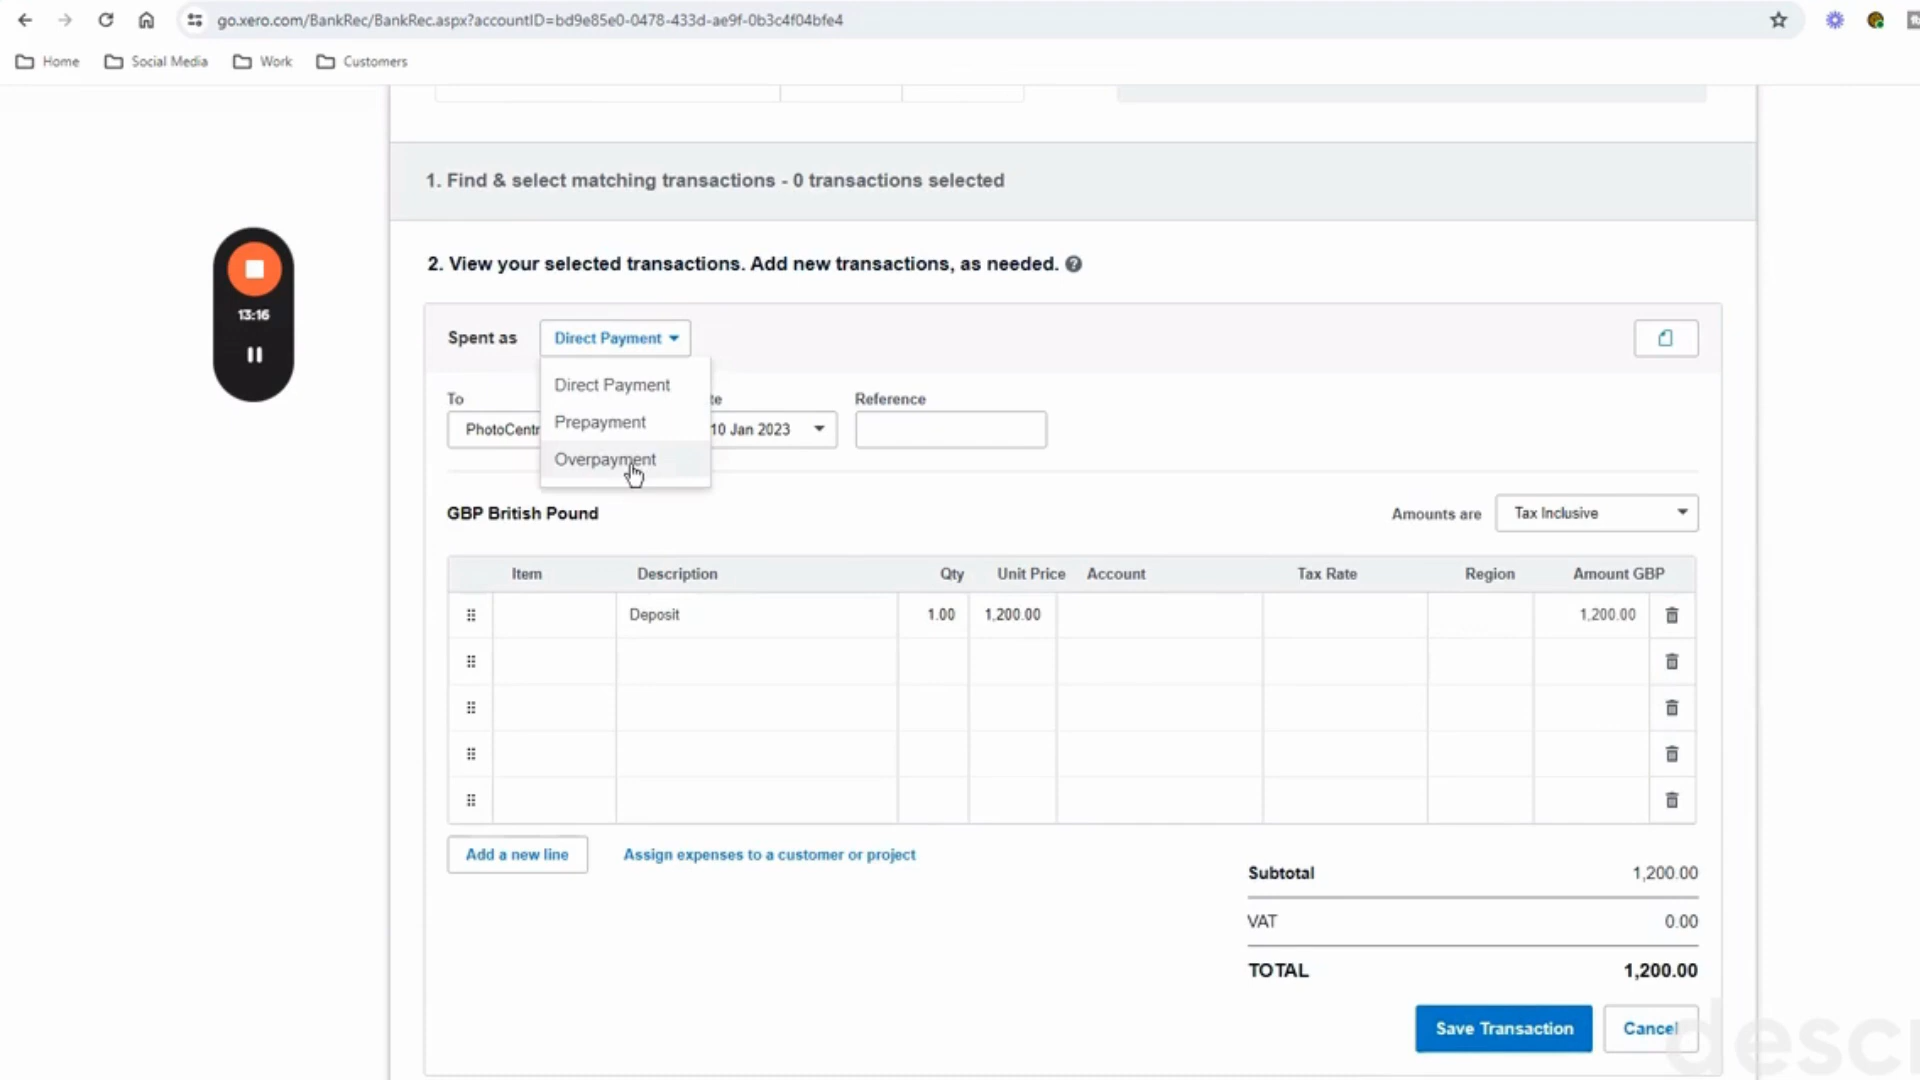 go.xero.com/BankRec/BankRec.aspx?accountID=bd9e85e0-0478-433d-ae9f-0b3c4f04bfe4
Home Social Media Work Customers
1. Find & select matching transactions - 0 transactions selected
13:16
2. View your selected transactions. Add new transactions, as needed. ?
Spent as Direct Payment
Direct Payment
Prepayment
Overpayment
To te Reference
PhotoCentr 10 Jan 2023
GBP British Pound Amounts are Tax Inclusive
Item Description Qty Unit Price Account Tax Rate Region Amount GBP
Deposit 1.00 1,200.00 1,200.00
Add a new line Assign expenses to a customer or project
Subtotal 1,200.00
VAT 0.00
TOTAL 1,200.00
Save Transaction Cancel
descr